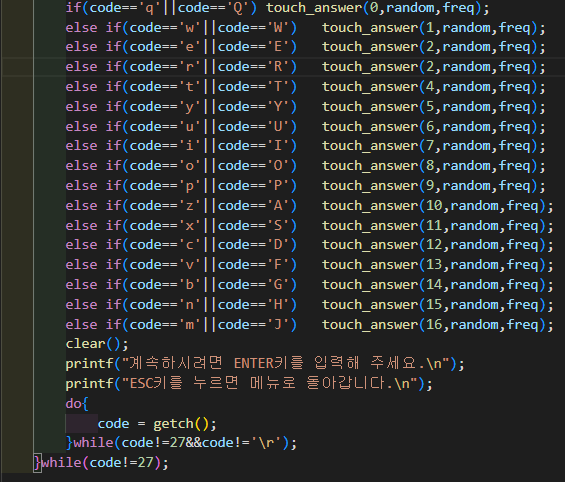 if(code=='q'||code=='Q') touch_answer(0,random,freq);
else if(code=='w'||code=='W')   touch_answer(1,random,freq);
else if(code=='e'||code=='E')   touch_answer(2,random,freq);
else if(code=='r'||code=='R')   touch_answer(2,random,freq);
else if(code=='t'||code=='T')   touch_answer(4,random,freq);
else if(code=='y'||code=='Y')   touch_answer(5,random,freq);
else if(code=='u'||code=='U')   touch_answer(6,random,freq);
else if(code=='i'||code=='I')   touch_answer(7,random,freq);
else if(code=='o'||code=='O')   touch_answer(8,random,freq);
else if(code=='p'||code=='P')   touch_answer(9,random,freq);
else if(code=='z'||code=='A')   touch_answer(10,random,freq);
else if(code=='x'||code=='S')   touch_answer(11,random,freq);
else if(code=='c'||code=='D')   touch_answer(12,random,freq);
else if(code=='v'||code=='F')   touch_answer(13,random,freq);
else if(code=='b'||code=='G')   touch_answer(14,random,freq);
else if(code=='n'||code=='H')   touch_answer(15,random,freq);
else if(code=='m'||code=='J')   touch_answer(16,random,freq);
clear();
printf("계속하시려면 ENTER키를 입력해 주세요.\n");
printf("ESC키를 누르면 메뉴로 돌아갑니다.\n");
do{
code = getch();
}while(code!=27&&code!='\r');
}while(code!=27);